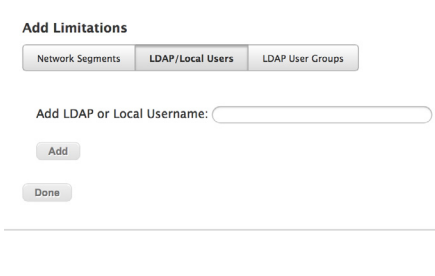 Add Limitations
Network Segments LDAP/Local Users LDAP User Groups
Add LDAP or Local Username:
Add
Done